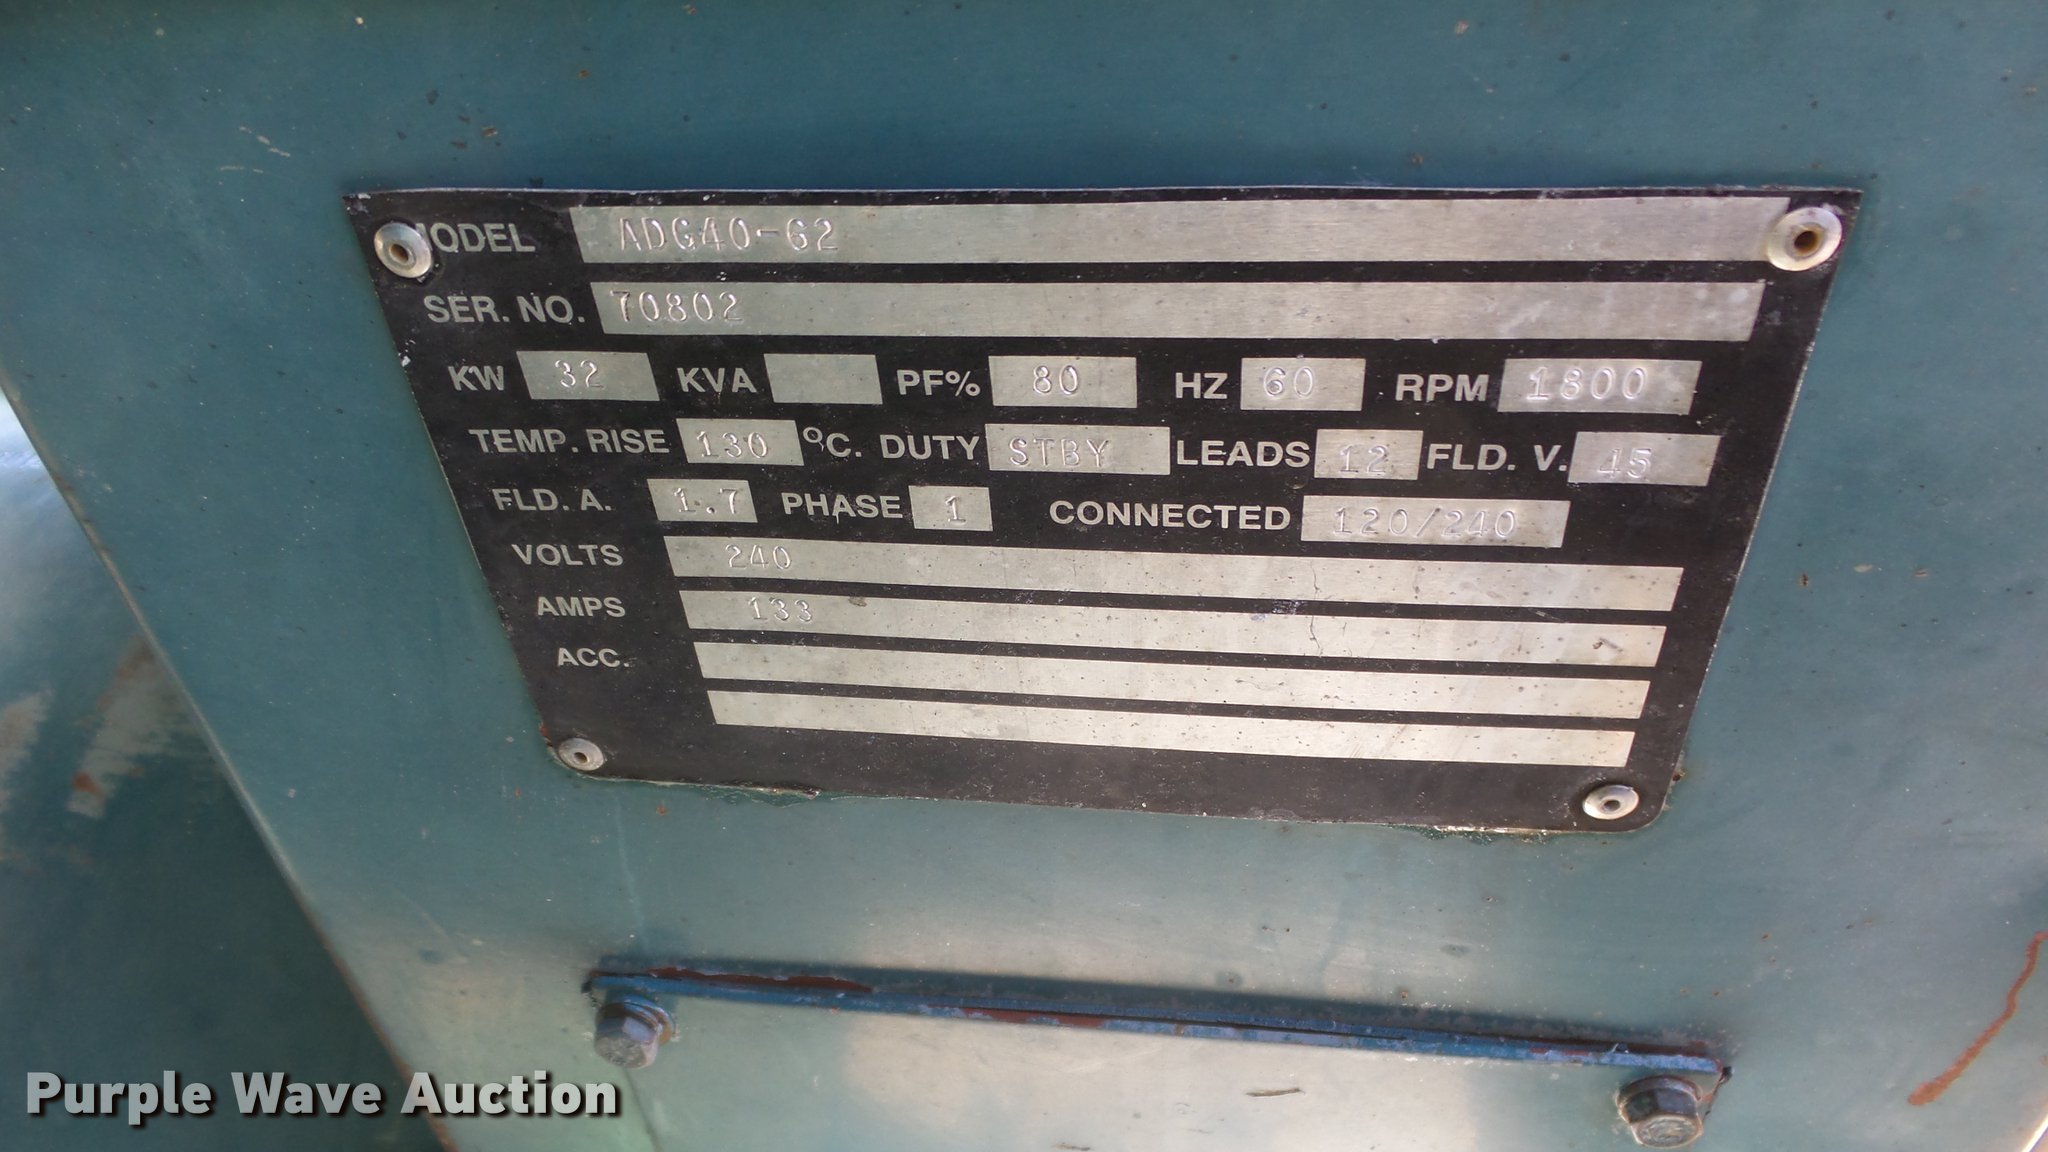 MODEL ADG40-62
SER. NO. 70802
KW 32 KVA PF% 80 HZ 60 RPM 1800
TEMP. RISE 130 °C. DUTY STBY LEADS 12 FLD. V. 45
FLD. A. 1.7 PHASE 1 CONNECTED 120/240
VOLTS 240
AMPS 133
ACC.
Purple Wave Auction